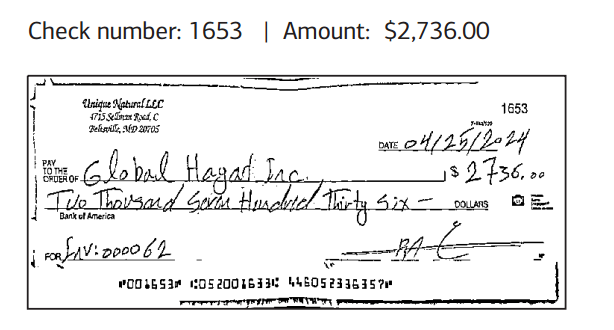 Check number: 1653 | Amount: $2,736.00
Unique Natural LLC
4715 Sellman Road, C
Beltsville, MD 20705
1653
DATE 04/25/2024
PAY TO THE ORDER OF Global Hagat Inc. $ 2736.00
Two Thousand Seven Hundred Thirty Six — DOLLARS
Bank of America
FOR INV: 000062
⑈001653⑈ ⑆052001633⑆ 446052336357⑈